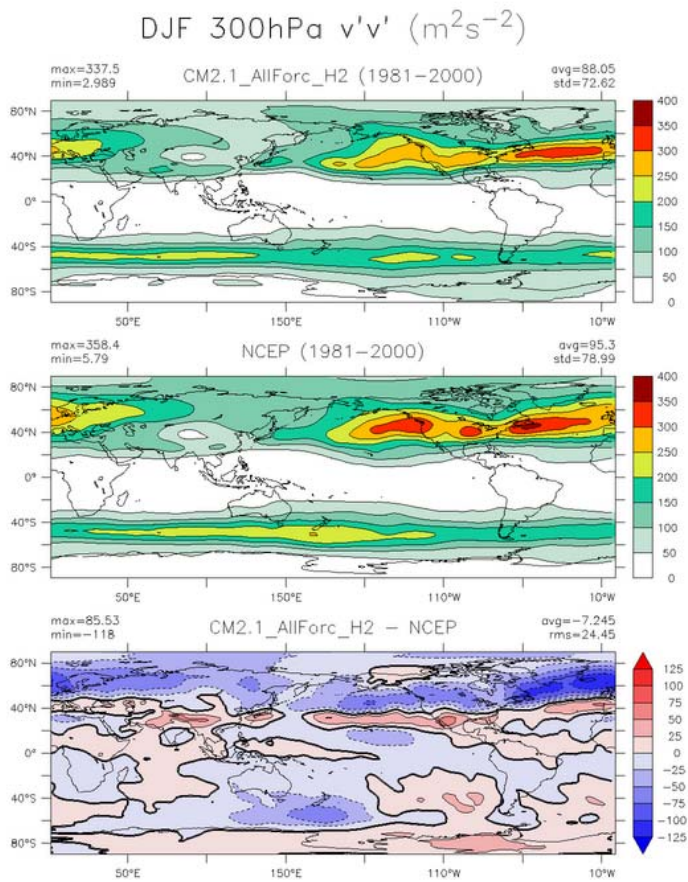 DJF 300hPa v'v' (m²s⁻²)
max=337.5
min=2.989
CM2.1_AllForc_H2 (1981−2000)
avg=88.05
std=72.62
80°N
40°N
0°
40°S
80°S
50°E
150°E
110°W
10°W
400
350
300
250
200
150
100
50
0
max=358.4
min=5.79
NCEP (1981−2000)
avg=95.3
std=78.99
80°N
40°N
0°
40°S
80°S
50°E
150°E
110°W
10°W
400
350
300
250
200
150
100
50
0
max=85.53
min=−118
CM2.1_AllForc_H2 − NCEP
avg=−7.245
rms=24.45
80°N
40°N
0°
40°S
80°S
50°E
150°E
110°W
10°W
125
100
75
50
25
0
−25
−50
−75
−100
−125